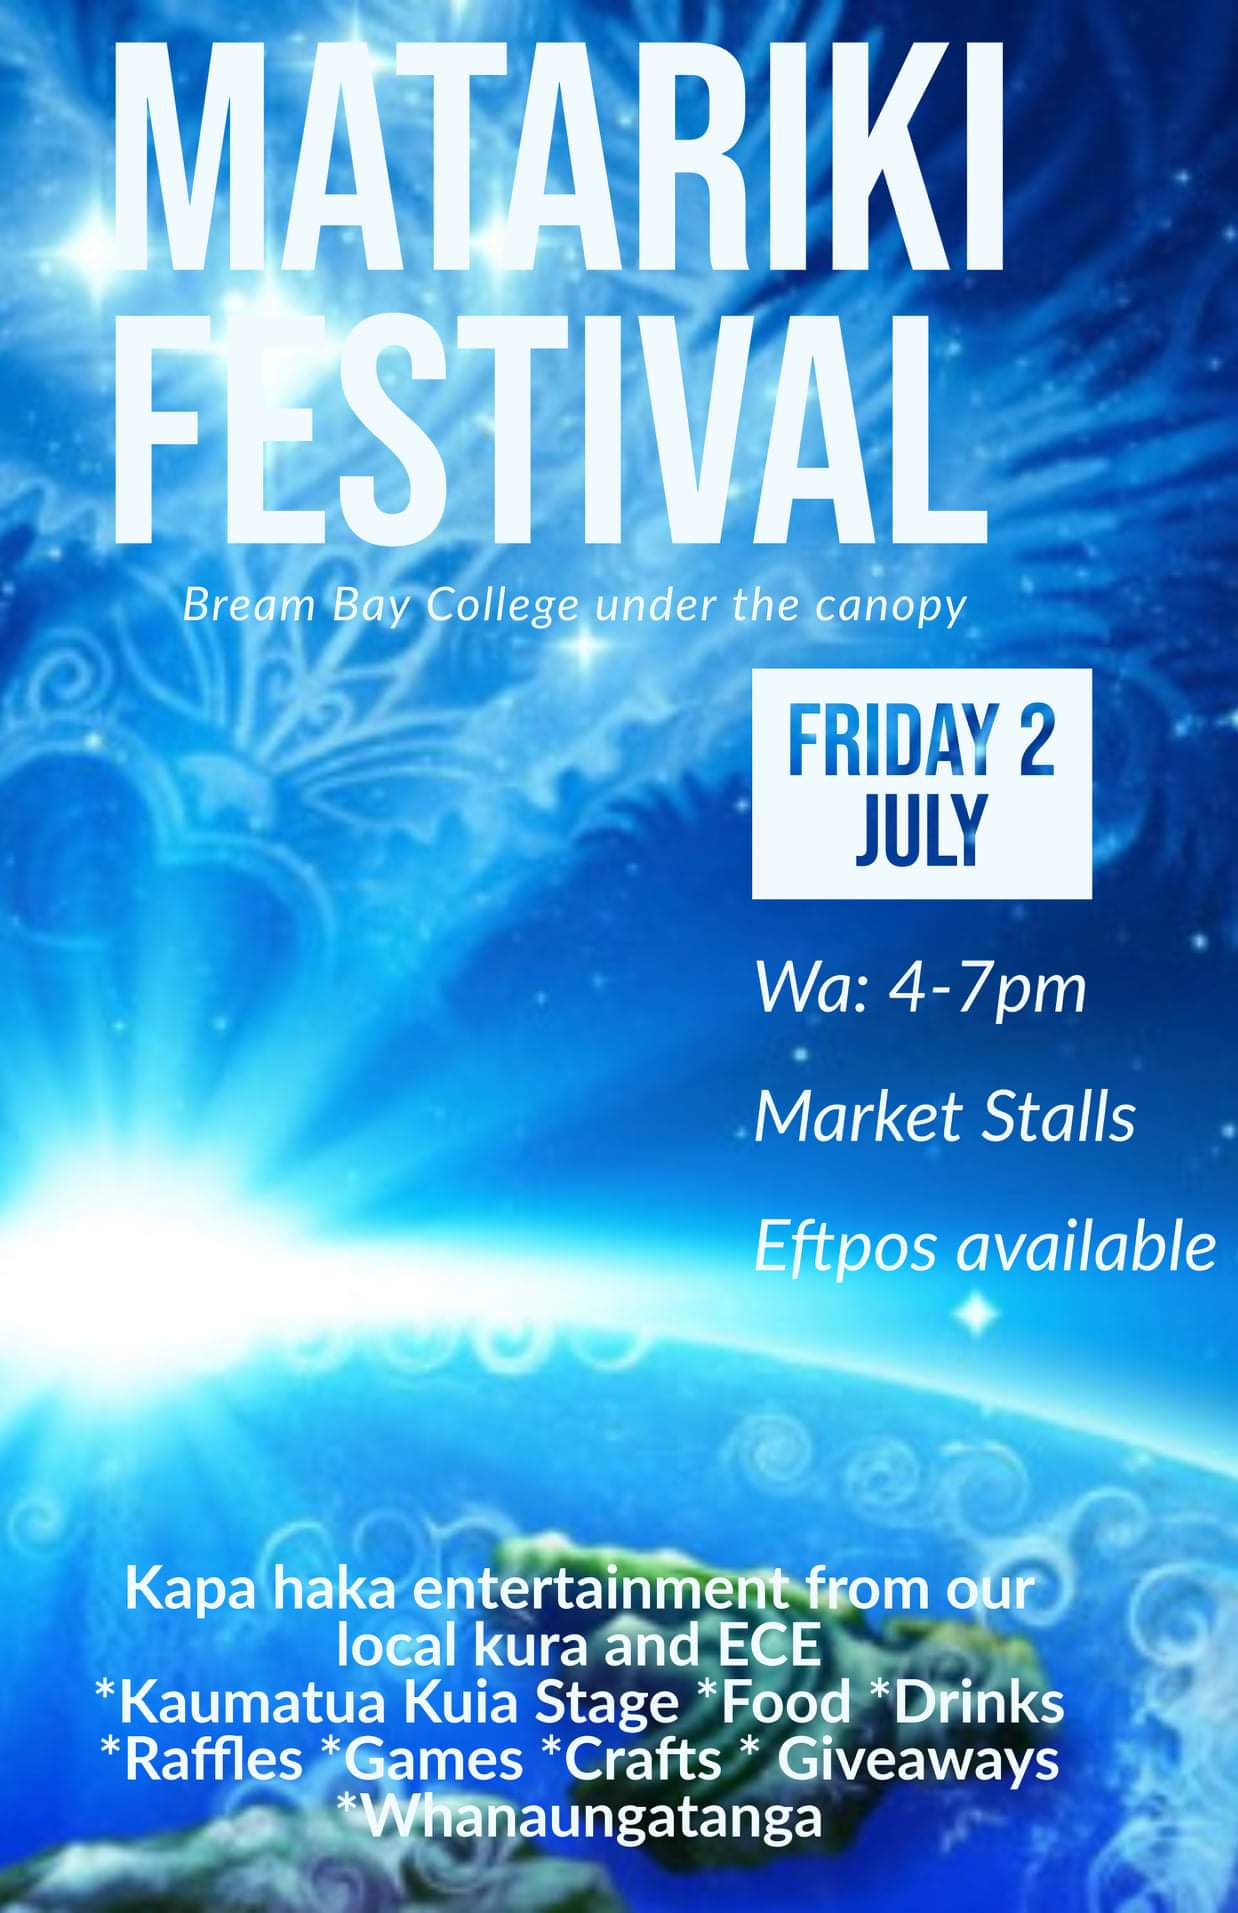 MATARIKI
FESTIVAL
Bream Bay College under the canopy
FRIDAY 2
JULY
Wa: 4-7pm
Market Stalls
Eftpos available
Kapa haka entertainment from our
local kura and ECE
*Kaumatua Kuia Stage *Food *Drinks
*Raffles *Games *Crafts * Giveaways
*Whanaungatanga